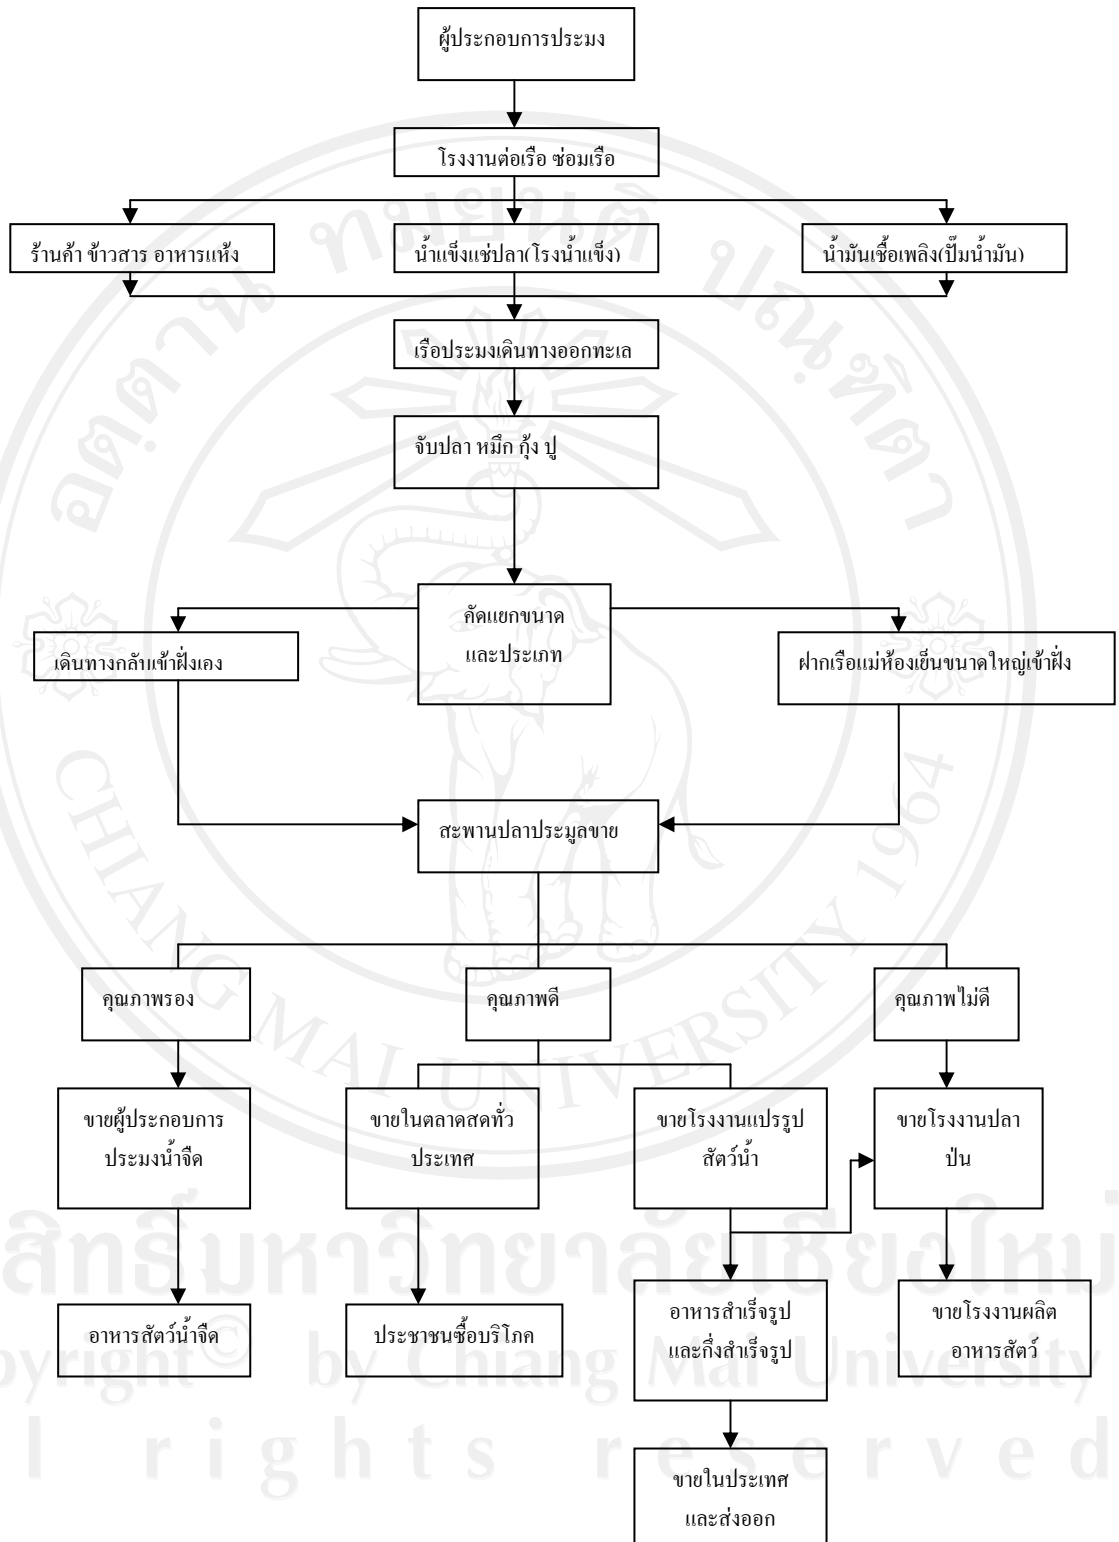 ผู้ประกอบการประมง
โรงงานต่อเรือ ซ่อมเรือ
ร้านค้า ข้าวสาร อาหารแห้ง
น้ำแข็งแช่ปลา(โรงน้ำแข็ง)
น้ำมันเชื้อเพลิง(ปั๊มน้ำมัน)
เรือประมงเดินทางออกทะเล
จับปลา หมึก กุ้ง ปู
คัดแยกขนาด
และประเภท
เดินทางกลับเข้าฝั่งเอง
ฝากเรือแม่ห้องเย็นขนาดใหญ่เข้าฝั่ง
สะพานปลาประมูลขาย
คุณภาพรอง
คุณภาพดี
คุณภาพไม่ดี
ขายผู้ประกอบการ
ประมงน้ำจืด
ขายในตลาดสดทั่ว
ประเทศ
ขายโรงงานแปรรูป
สัตว์น้ำ
ขายโรงงานปลา
ป่น
อาหารสัตว์น้ำจืด
ประชาชนซื้อบริโภค
อาหารสำเร็จรูป
และกึ่งสำเร็จรูป
ขายโรงงานผลิต
อาหารสัตว์
ขายในประเทศ
และส่งออก
อตฺตานํ ทมยนฺติ ปณฺฑิตา
CHIANG MAI UNIVERSITY 1964
สิทธิ์มหาวิทยาลัยเชียงใหม่
opyright © by Chiang Mai University
l rights reserved